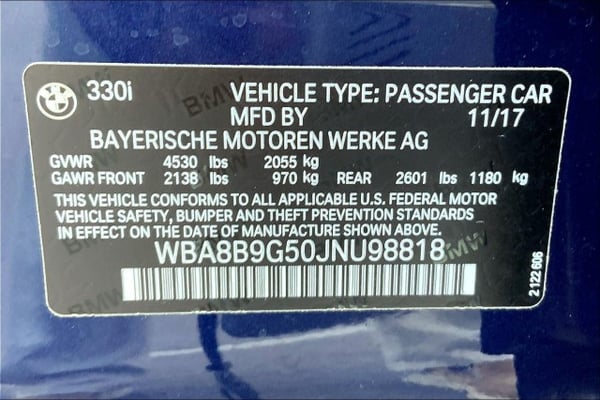 330i VEHICLE TYPE: PASSENGER CAR
MFD BY 11/17
BAYERISCHE MOTOREN WERKE AG
GVWR 4530 lbs 2055 kg
GAWR FRONT 2138 lbs 970 kg REAR 2601 lbs 1180 kg
THIS VEHICLE CONFORMS TO ALL APPLICABLE U.S. FEDERAL MOTOR
VEHICLE SAFETY, BUMPER AND THEFT PREVENTION STANDARDS
IN EFFECT ON THE DATE OF MANUFACTURE SHOWN ABOVE.
WBA8B9G50JNU98818
2 122 606